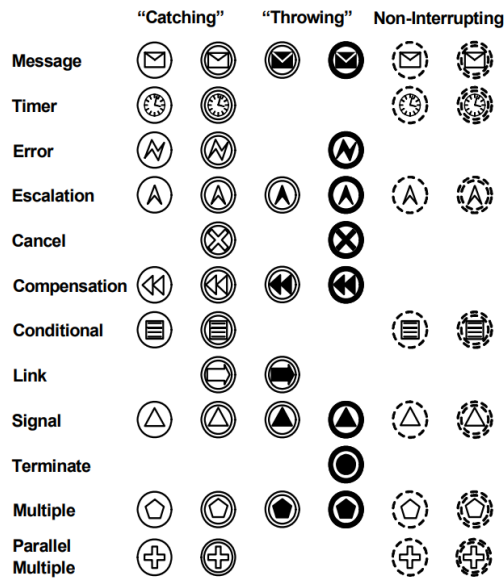 “Catching” “Throwing” Non-Interrupting
Message
Timer
Error
Escalation
Cancel
Compensation
Conditional
Link
Signal
Terminate
Multiple
Parallel
Multiple